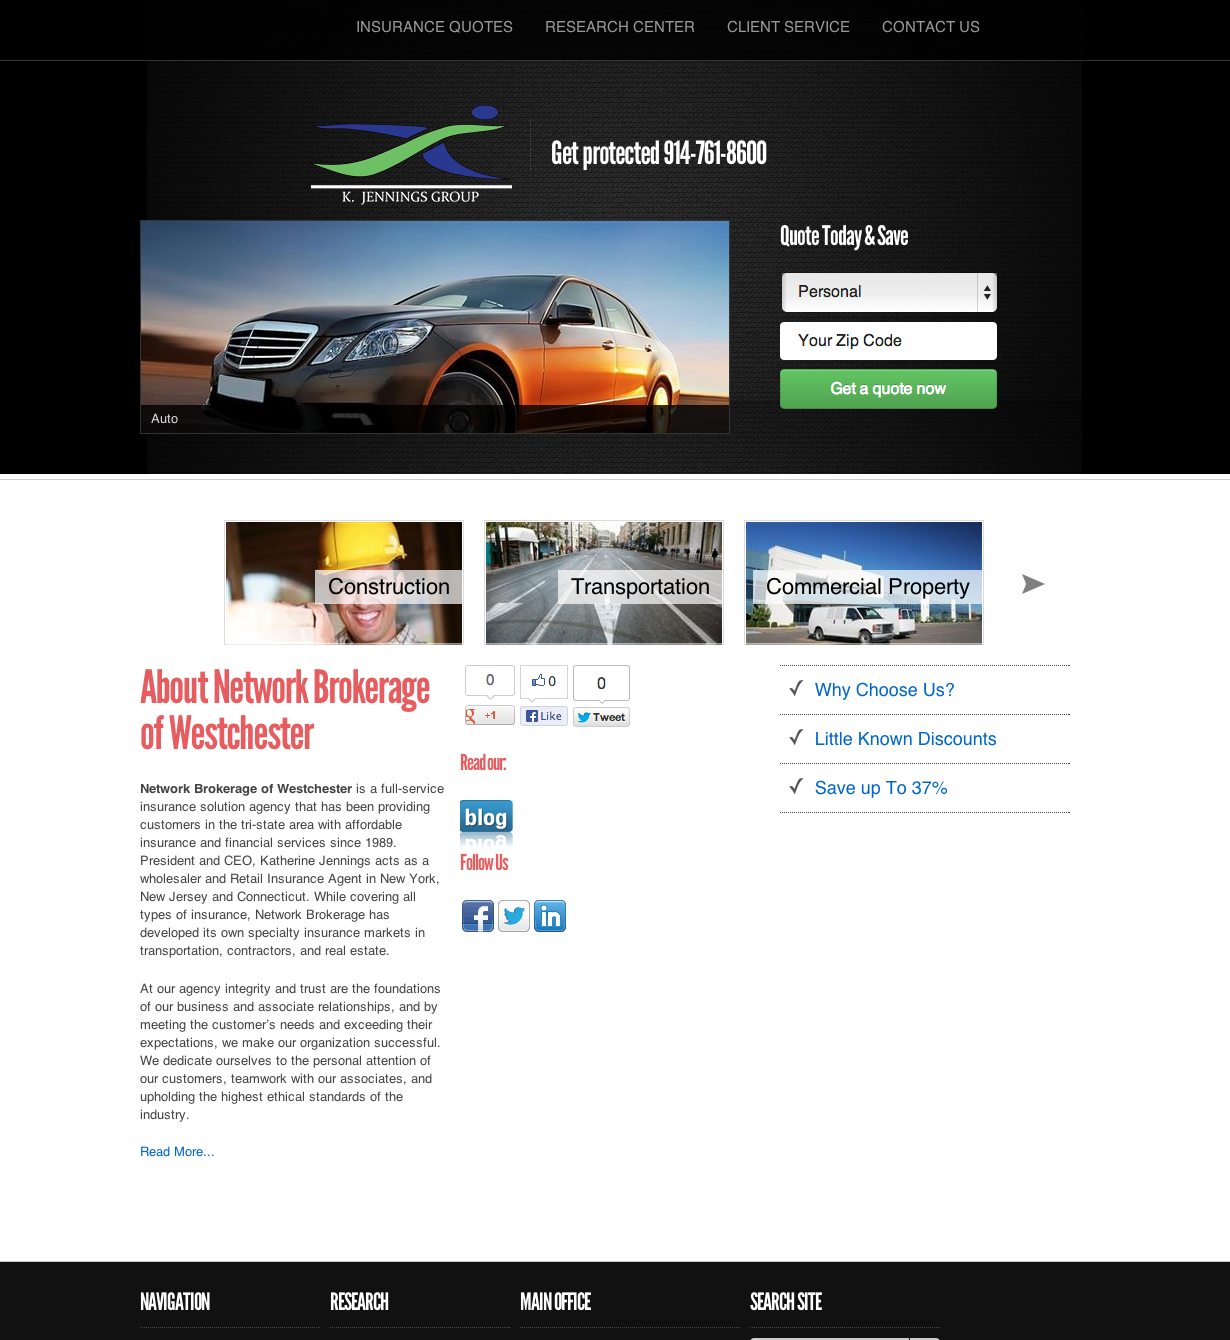 INSURANCE QUOTES RESEARCH CENTER CLIENT SERVICE CONTACT US
K. JENNINGS GROUP
Get protected 914-761-8600
Auto
Quote Today & Save
Personal
Your Zip Code
Get a quote now
Construction
Transportation
Commercial Property
About Network Brokerage
of Westchester
Network Brokerage of Westchester is a full-service
insurance solution agency that has been providing
customers in the tri-state area with affordable
insurance and financial services since 1989.
President and CEO, Katherine Jennings acts as a
wholesaler and Retail Insurance Agent in New York,
New Jersey and Connecticut. While covering all
types of insurance, Network Brokerage has
developed its own specialty insurance markets in
transportation, contractors, and real estate.
At our agency integrity and trust are the foundations
of our business and associate relationships, and by
meeting the customer's needs and exceeding their
expectations, we make our organization successful.
We dedicate ourselves to the personal attention of
our customers, teamwork with our associates, and
upholding the highest ethical standards of the
industry.
Read More...
0 0 0
g +1 Like Tweet
Read our:
blog
Follow Us
f in
Why Choose Us?
Little Known Discounts
Save up To 37%
NAVIGATION RESEARCH MAIN OFFICE SEARCH SITE